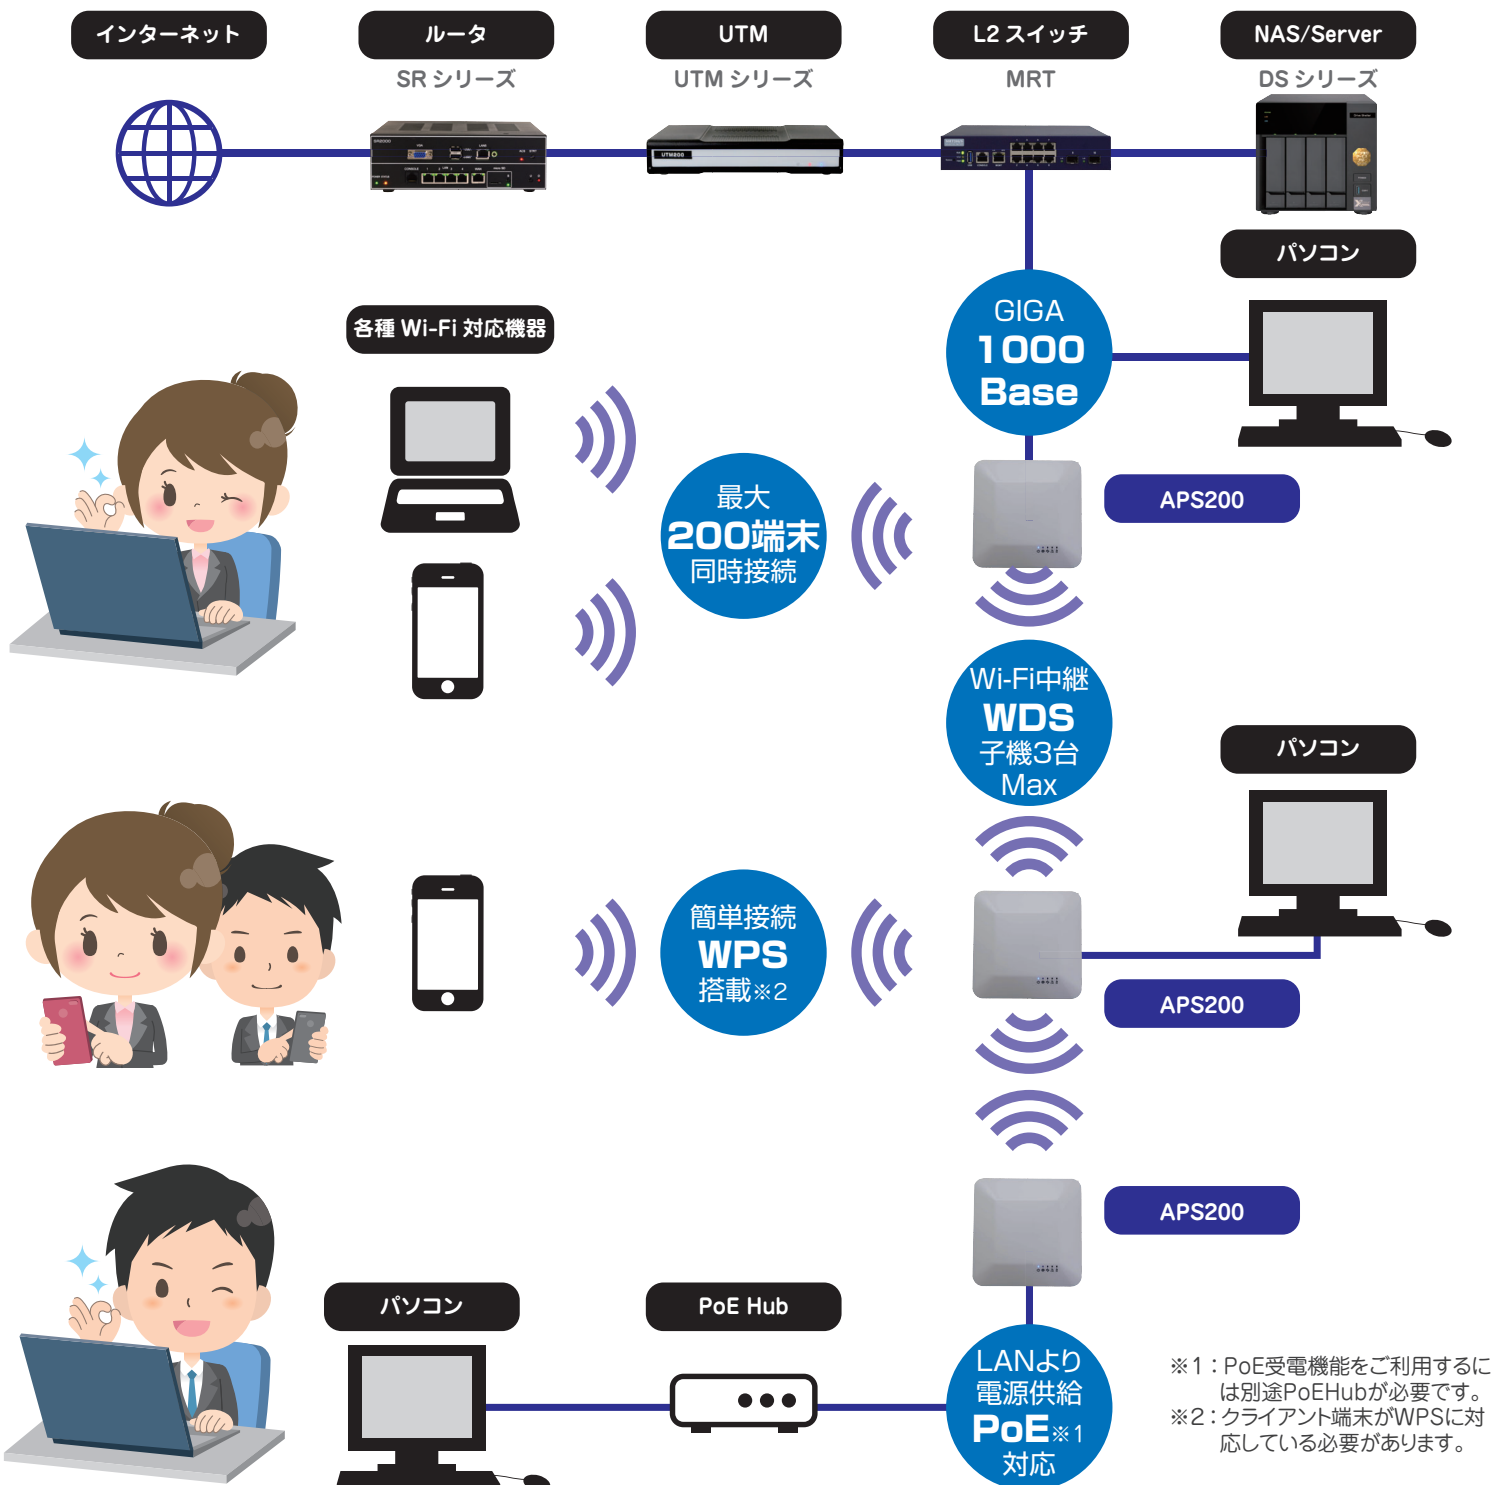 インターネット
ルータ
UTM
L2 スイッチ
NAS/Server
SR シリーズ
UTM シリーズ
MRT
DS シリーズ
SR2000
UTM200
パソコン
GIGA
1000
Base
各種 Wi-Fi 対応機器
最大
200端末
同時接続
APS200
Wi-Fi中継
WDS
子機3台
Max
パソコン
簡単接続
WPS
搭載※2
APS200
APS200
パソコン
PoE Hub
LANより
電源供給
PoE※1
対応
※1：PoE受電機能をご利用するに
は別途PoEHubが必要です。
※2：クライアント端末がWPSに対
応している必要があります。